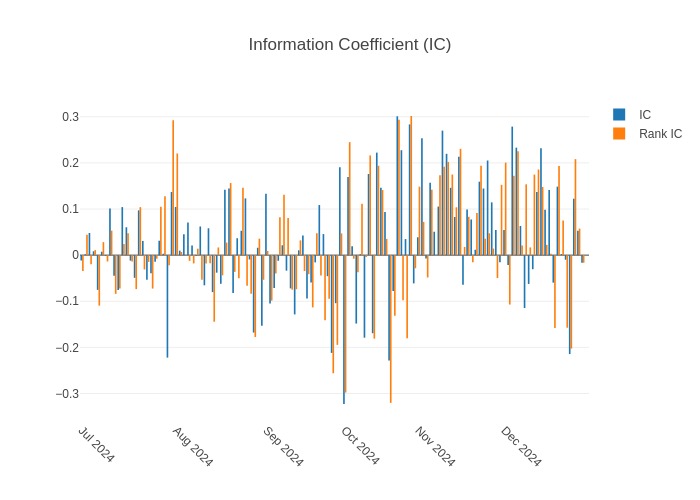 Information Coefficient (IC)
IC
Rank IC
0.3
0.2
0.1
0
−0.1
−0.2
−0.3
Jul 2024
Aug 2024
Sep 2024
Oct 2024
Nov 2024
Dec 2024